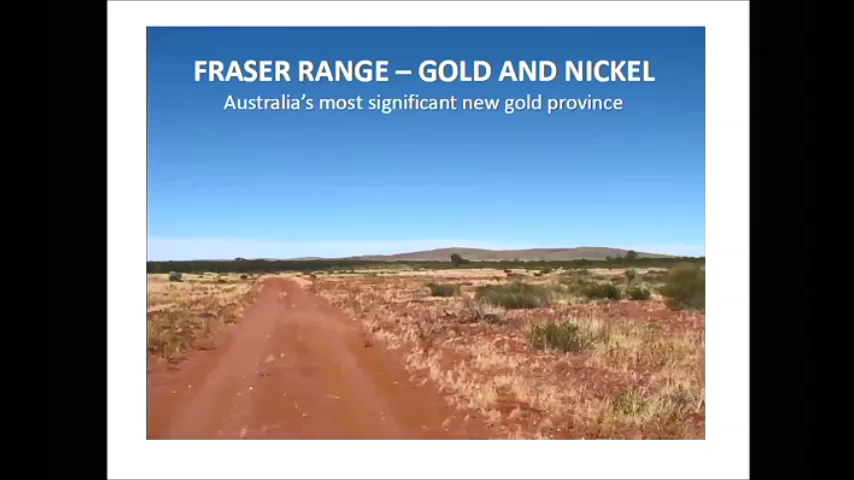 FRASER RANGE – GOLD AND NICKEL
Australia's most significant new gold province